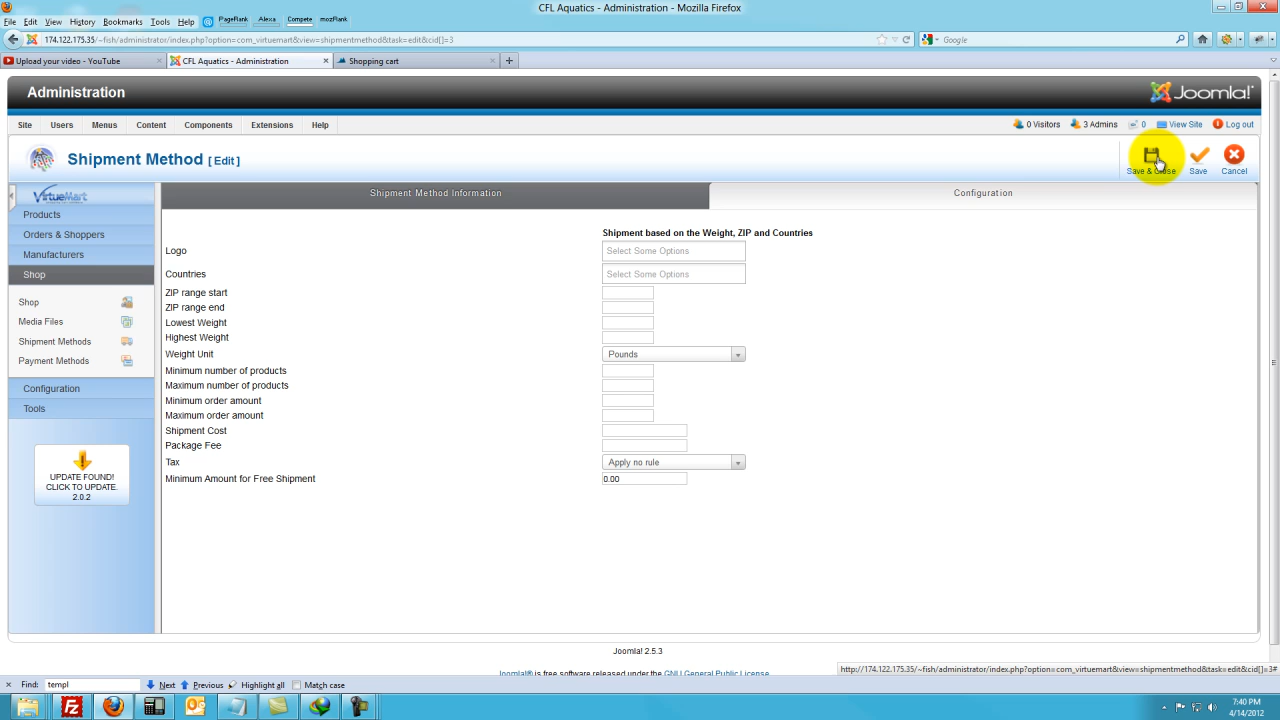 CFL Aquatics - Administration - Mozilla Firefox
File Edit View History Bookmarks Tools Help PageRank Alexa Compete mozRank
174.122.175.35/~fish/administrator/index.php?option=com_virtuemart&view=shipmentmethod&task=edit&cid[]=3
Google
Upload your video - YouTube
CFL Aquatics - Administration
Shopping cart
Administration
Joomla!
Site Users Menus Content Components Extensions Help
0 Visitors 3 Admins 0 View Site Log out
Shipment Method [ Edit ]
Save & Close Save Cancel
VirtueMart
Products
Orders & Shoppers
Manufacturers
Shop
Shop
Media Files
Shipment Methods
Payment Methods
Configuration
Tools
UPDATE FOUND!
CLICK TO UPDATE.
2.0.2
Shipment Method Information
Configuration
Shipment based on the Weight, ZIP and Countries
Logo Select Some Options
Countries Select Some Options
ZIP range start
ZIP range end
Lowest Weight
Highest Weight
Weight Unit Pounds
Minimum number of products
Maximum number of products
Minimum order amount
Maximum order amount
Shipment Cost
Package Fee
Tax Apply no rule
Minimum Amount for Free Shipment 0.00
Joomla! 2.5.3
Joomla!® is free software released under the GNU General Public License.
http://174.122.175.35/~fish/administrator/index.php?option=com_virtuemart&view=shipmentmethod&task=edit&cid[]=3#
Find: templ Next Previous Highlight all Match case
7:40 PM
4/14/2012